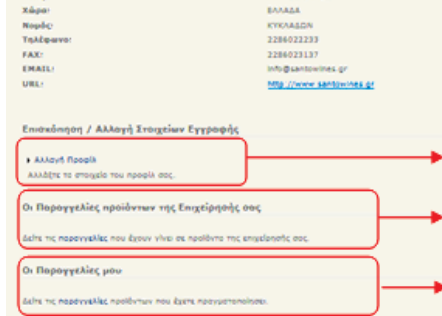 Χώρα: ΕΛΛΑΔΑ
Νομός: ΚΥΚΛΑΔΩΝ
Τηλέφωνο: 2286022233
FAX: 2286023137
EMAIL: info@santowines.gr
URL: http://www.santowines.gr
Επισκόπηση / Αλλαγή Στοιχείων Εγγραφής
Αλλαγή Προφίλ
Αλλάξτε τα στοιχεία του προφίλ σας.
Οι Παραγγελίες προϊόντων της Επιχείρησής σας
Δείτε τις παραγγελίες που έχουν γίνει σε προϊόντα της επιχείρησής σας.
Οι Παραγγελίες μου
Δείτε τις παραγγελίες προϊόντων που έχετε πραγματοποιήσει.